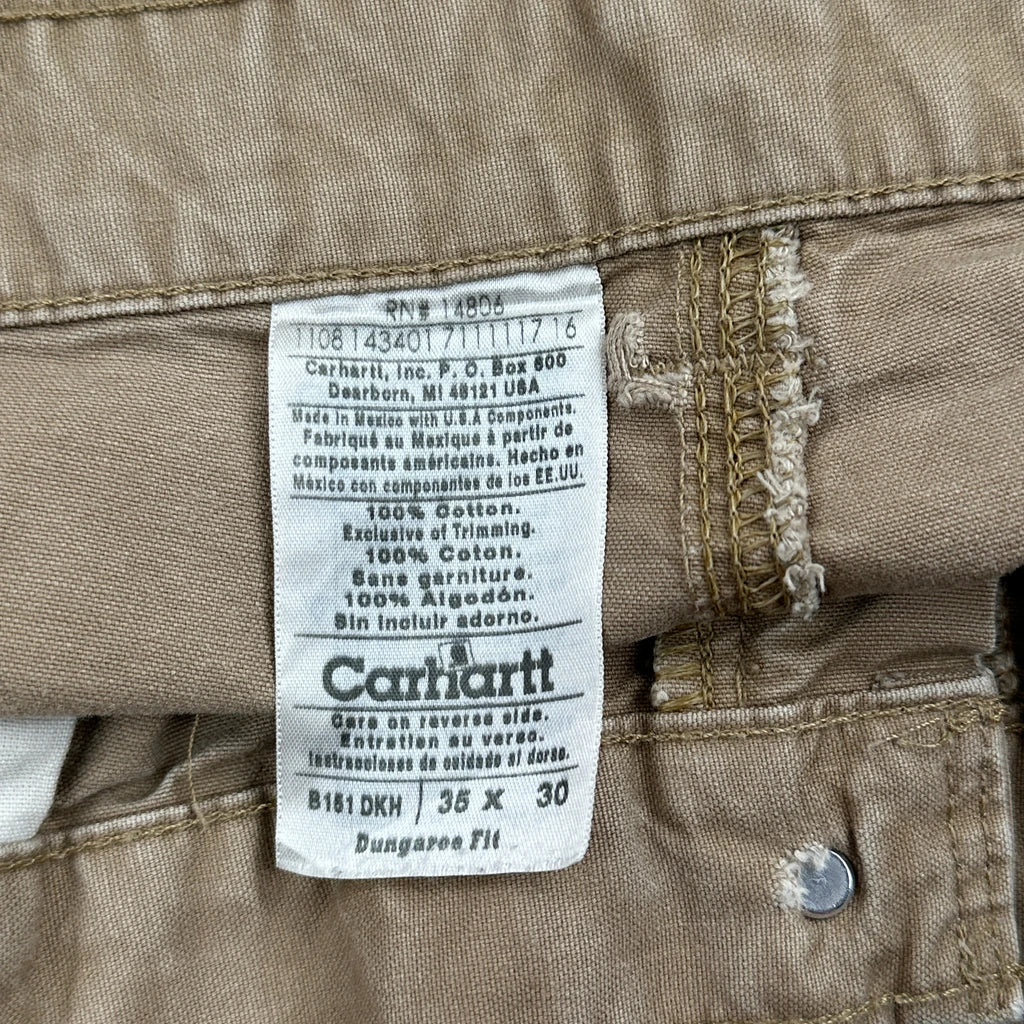 RN# 14806
1108143401 7111117 16
Carhartt, Inc. P. O. Box 600
Dearborn, MI 48121 USA
Made in Mexico with U.S.A Components.
Fabriqué au Mexique à partir de
composants américains. Hecho en
México con componentes de los EE.UU.
100% Cotton.
Exclusive of Trimming.
100% Coton.
Sans garniture.
100% Algodón.
Sin incluir adorno.
Carhartt
Care on reverse side.
Entretien au verso.
Instrucciones de cuidado al dorso.
B151 DKH / 35 X 30
Dungaree Fit